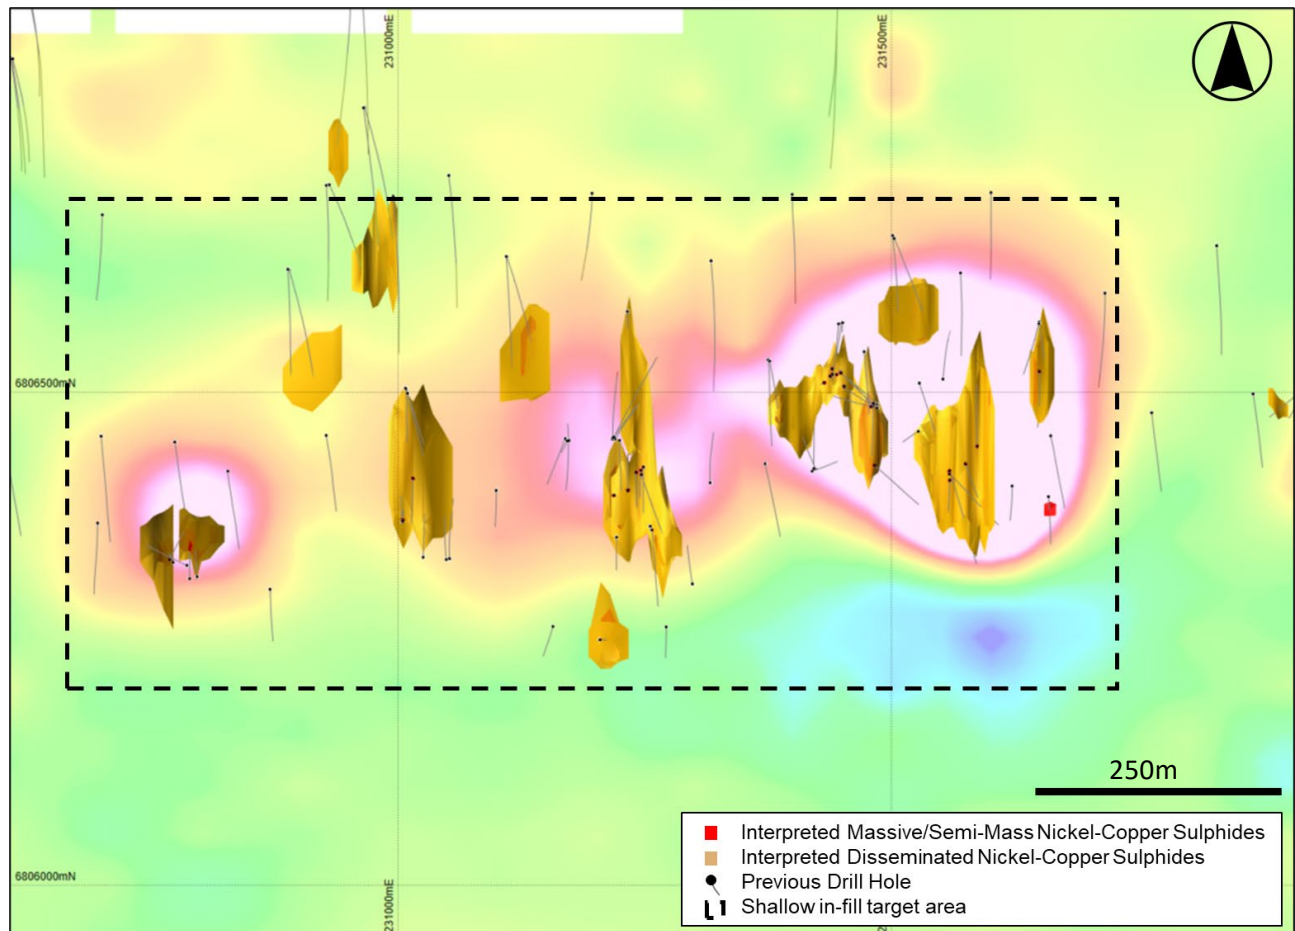 231000mE
231500mE
6806500mN
250m
Interpreted Massive/Semi-Mass Nickel-Copper Sulphides
Interpreted Disseminated Nickel-Copper Sulphides
Previous Drill Hole
Shallow in-fill target area
6806000mN
231000mE